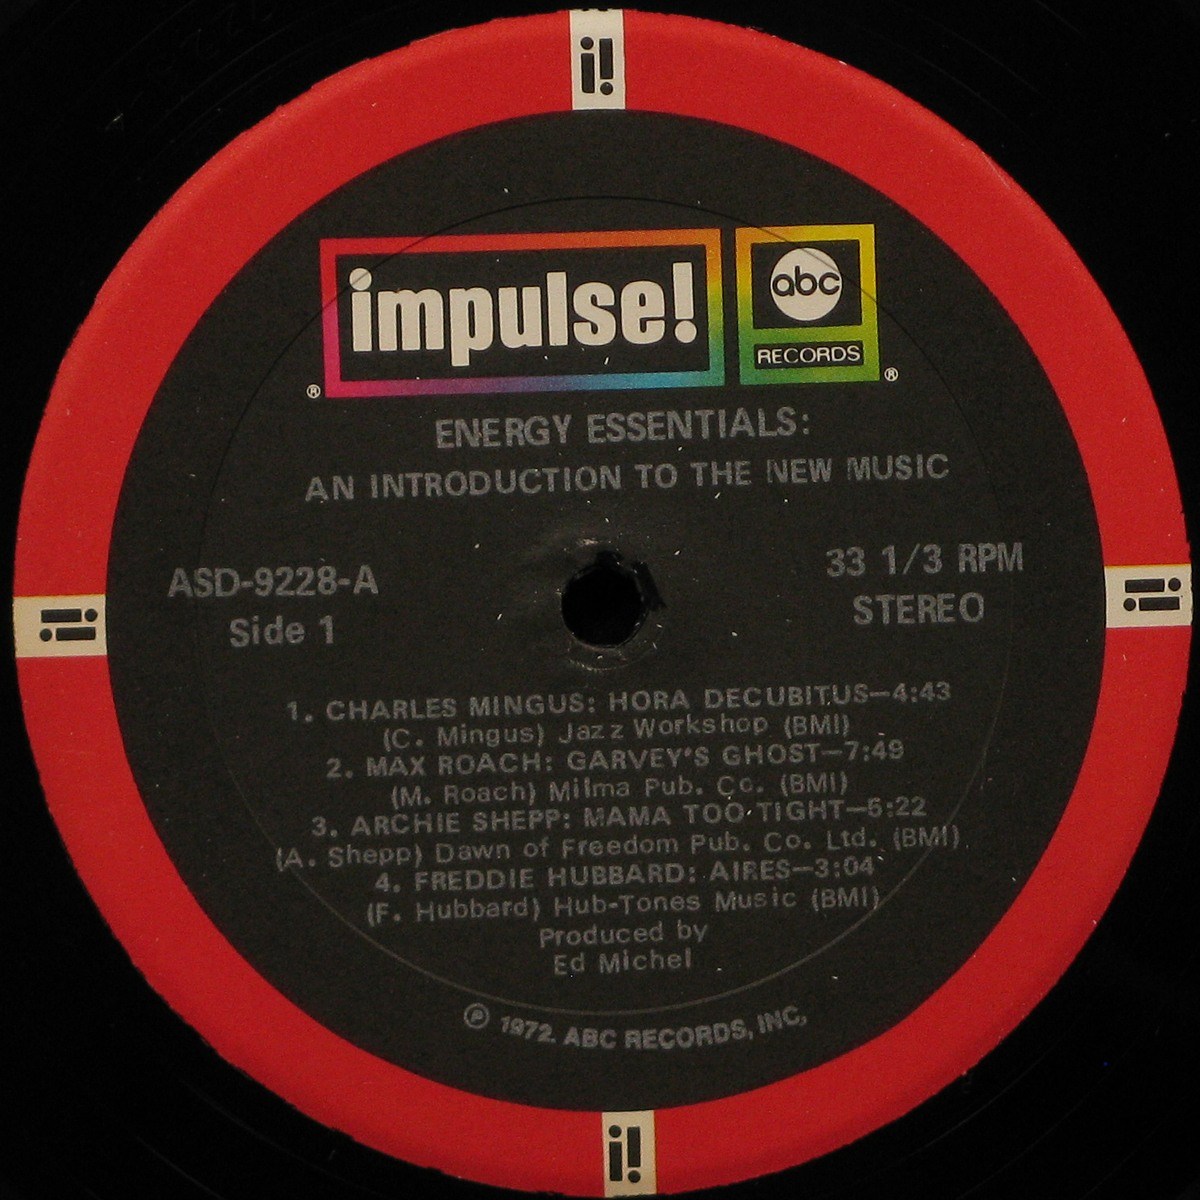 i!
impulse!
abc
RECORDS
®
®
ENERGY ESSENTIALS:
AN INTRODUCTION TO THE NEW MUSIC
ASD-9228-A
Side 1
33 1/3 RPM
STEREO
i!
i!
1. CHARLES MINGUS: HORA DECUBITUS—4:43
(C. Mingus) Jazz Workshop (BMI)
2. MAX ROACH: GARVEY'S GHOST—7:49
(M. Roach) Milma Pub. Co. (BMI)
3. ARCHIE SHEPP: MAMA TOO TIGHT—5:22
(A. Shepp) Dawn of Freedom Pub. Co. Ltd. (BMI)
4. FREDDIE HUBBARD: AIRES—3:04
(F. Hubbard) Hub-Tones Music (BMI)
Produced by
Ed Michel
℗ 1972. ABC RECORDS, INC.
i!